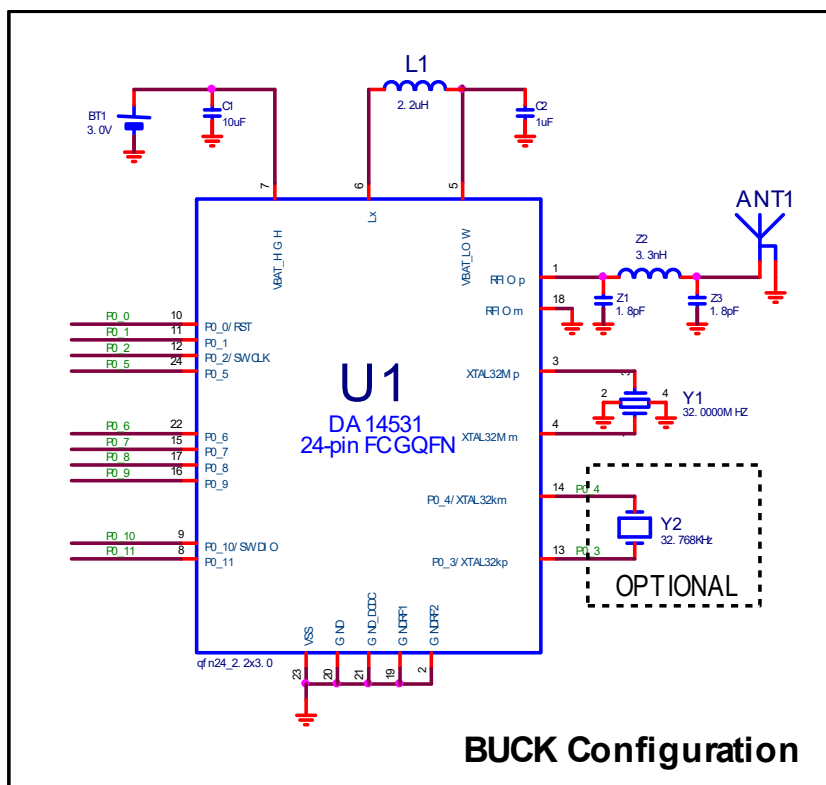 L1
2.2uH
BT1
3.0V
C1
10uF
C2
1uF
7
6
5
VBAT_HIGH
Lx
VBAT_LOW
ANT1
Z2
3.3nH
1
RFIOp
Z1
1.8pF
Z3
1.8pF
18
RFIOm
P0_0
10
P0_0/RST
P0_1
11
P0_1
P0_2
12
P0_2/SWCLK
P0_5
24
P0_5
3
XTAL32Mp
2
4
Y1
32.0000MHZ
4
XTAL32Mm
U1
DA14531
24-pin FCGQFN
P0_6
22
P0_6
P0_7
15
P0_7
P0_8
17
P0_8
P0_9
16
P0_9
14
P0_4
P0_4/XTAL32km
Y2
32.768KHz
13
P0_3
P0_3/XTAL32kp
OPTIONAL
P0_10
9
P0_10/SWDIO
P0_11
8
P0_11
VSS
GND
GND_DCDC
GNDRF1
GNDRF2
qfn24_2.2x3.0
23
20
21
19
2
BUCK Configuration